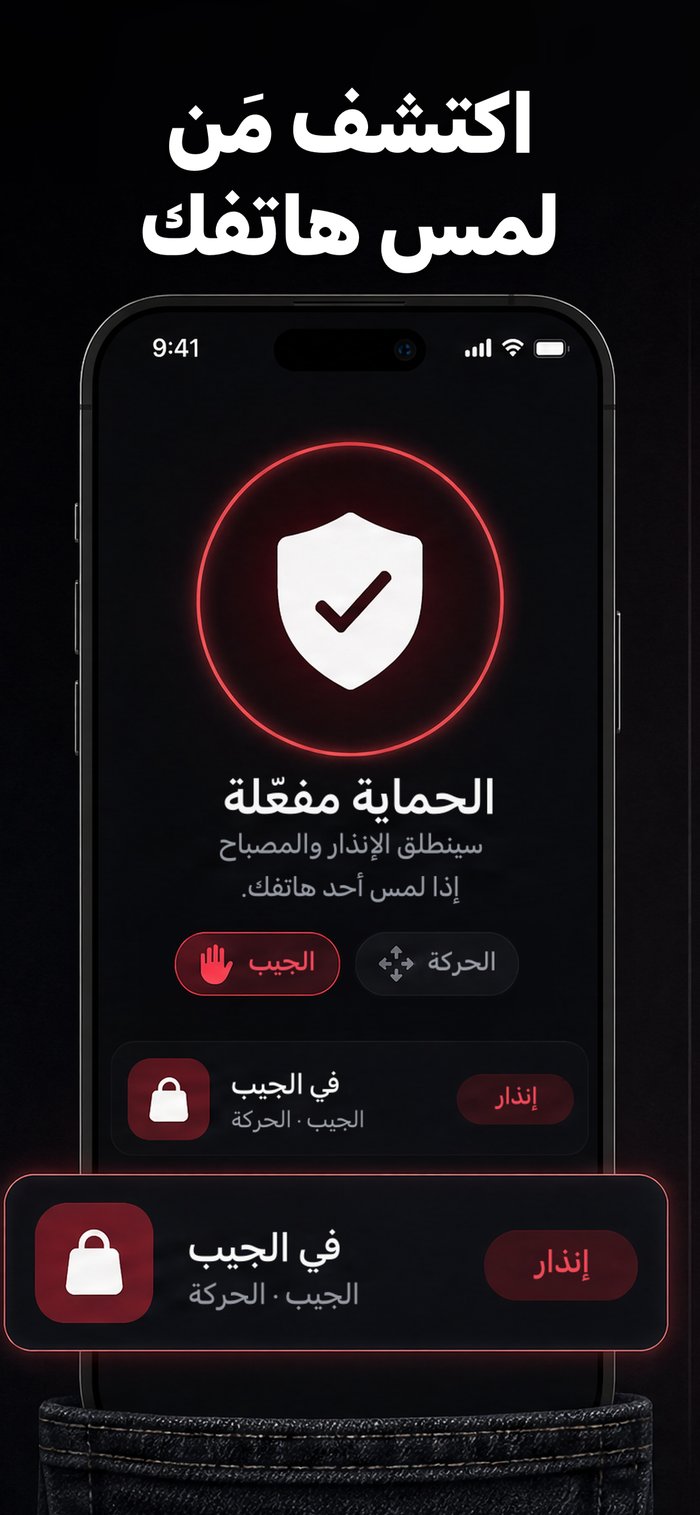 اكتشف مَن
لمس هاتفك
9:41
الحماية مفعّلة
سينطلق الإنذار والمصباح
إذا لمس أحد هاتفك.
الحركة
الجيب
في الجيب
الجيب · الحركة
إنذار
في الجيب
الجيب · الحركة
إنذار